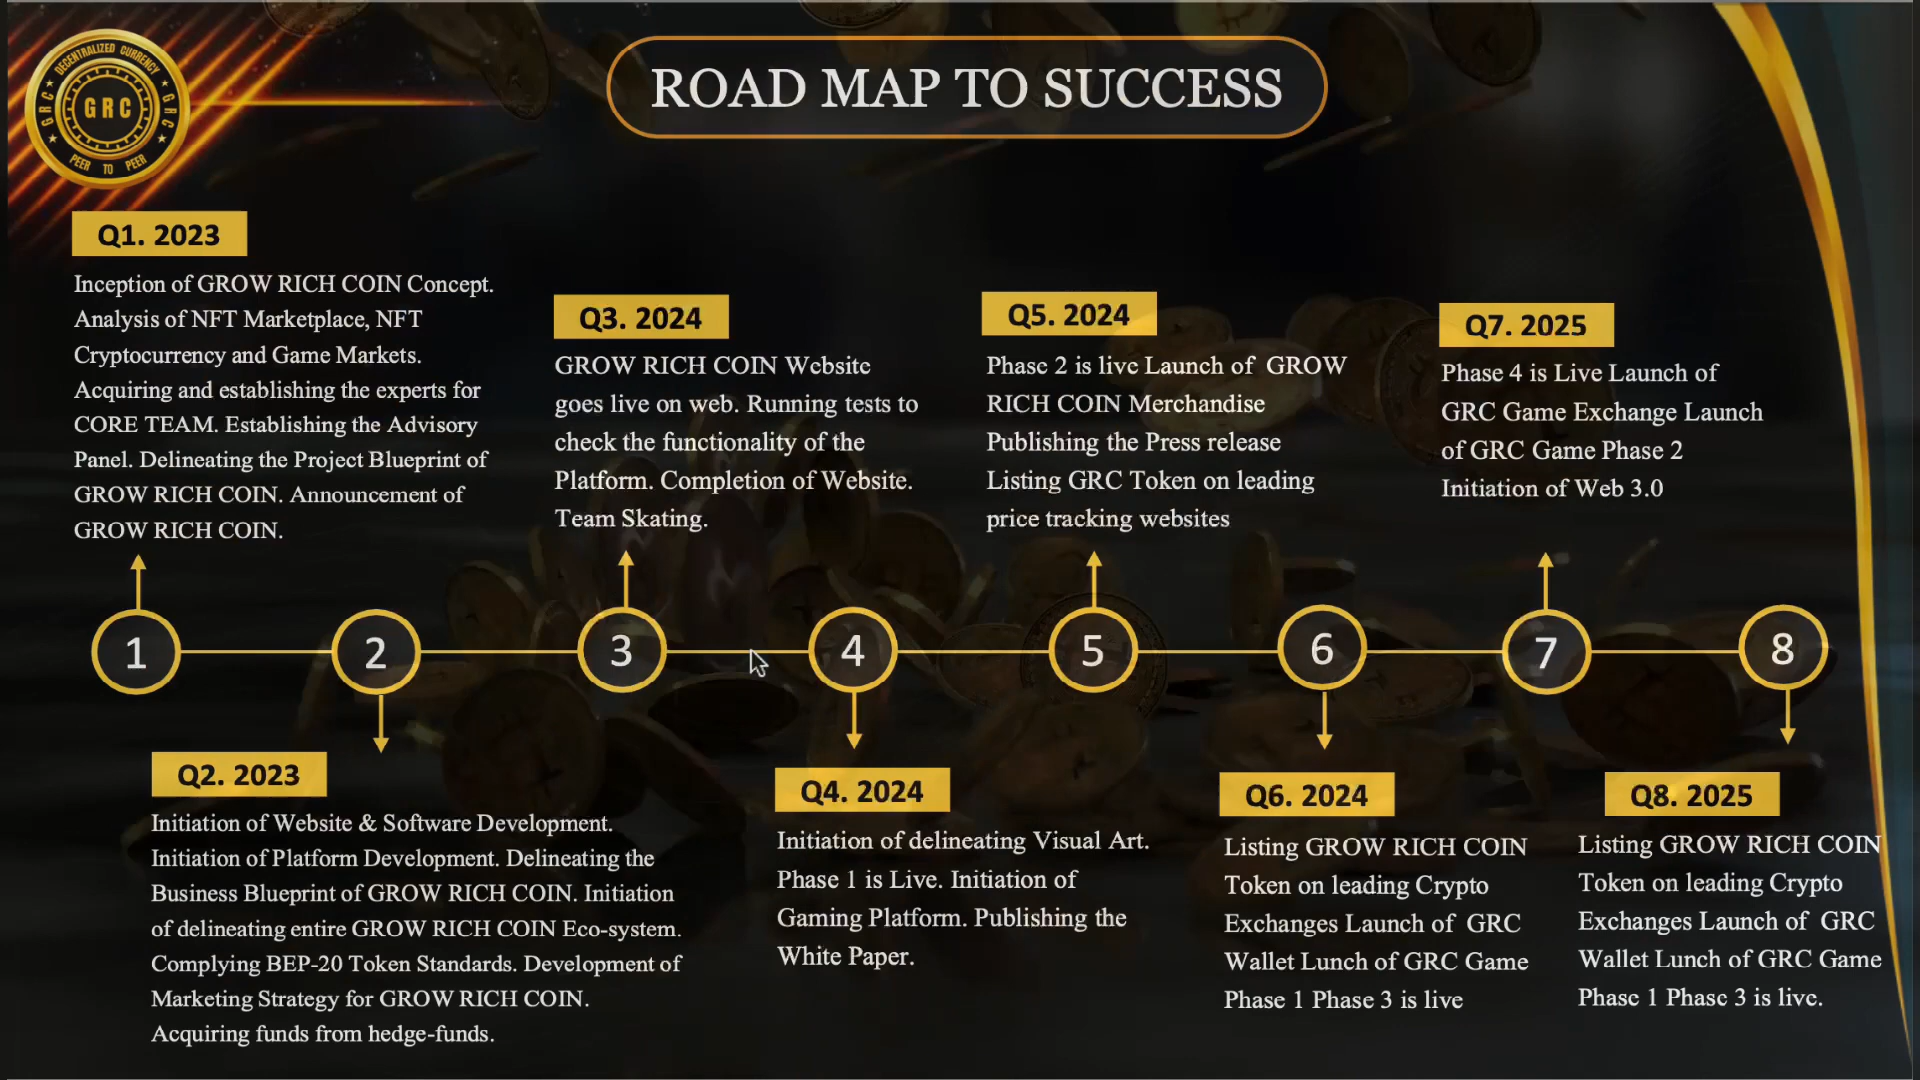 DECENTRALIZED CURRENCY
GRC
GRC
GRC
PEER TO PEER
ROAD MAP TO SUCCESS
Q1. 2023
Inception of GROW RICH COIN Concept.
Analysis of NFT Marketplace, NFT
Cryptocurrency and Game Markets.
Acquiring and establishing the experts for
CORE TEAM. Establishing the Advisory
Panel. Delineating the Project Blueprint of
GROW RICH COIN. Announcement of
GROW RICH COIN.
Q3. 2024
GROW RICH COIN Website
goes live on web. Running tests to
check the functionality of the
Platform. Completion of Website.
Team Skating.
Q5. 2024
Phase 2 is live Launch of GROW
RICH COIN Merchandise
Publishing the Press release
Listing GRC Token on leading
price tracking websites
Q7. 2025
Phase 4 is Live Launch of
GRC Game Exchange Launch
of GRC Game Phase 2
Initiation of Web 3.0
1
2
3
4
5
6
7
8
Q2. 2023
Initiation of Website & Software Development.
Initiation of Platform Development. Delineating the
Business Blueprint of GROW RICH COIN. Initiation
of delineating entire GROW RICH COIN Eco-system.
Complying BEP-20 Token Standards. Development of
Marketing Strategy for GROW RICH COIN.
Acquiring funds from hedge-funds.
Q4. 2024
Initiation of delineating Visual Art.
Phase 1 is Live. Initiation of
Gaming Platform. Publishing the
White Paper.
Q6. 2024
Listing GROW RICH COIN
Token on leading Crypto
Exchanges Launch of GRC
Wallet Lunch of GRC Game
Phase 1 Phase 3 is live
Q8. 2025
Listing GROW RICH COIN
Token on leading Crypto
Exchanges Launch of GRC
Wallet Lunch of GRC Game
Phase 1 Phase 3 is live.